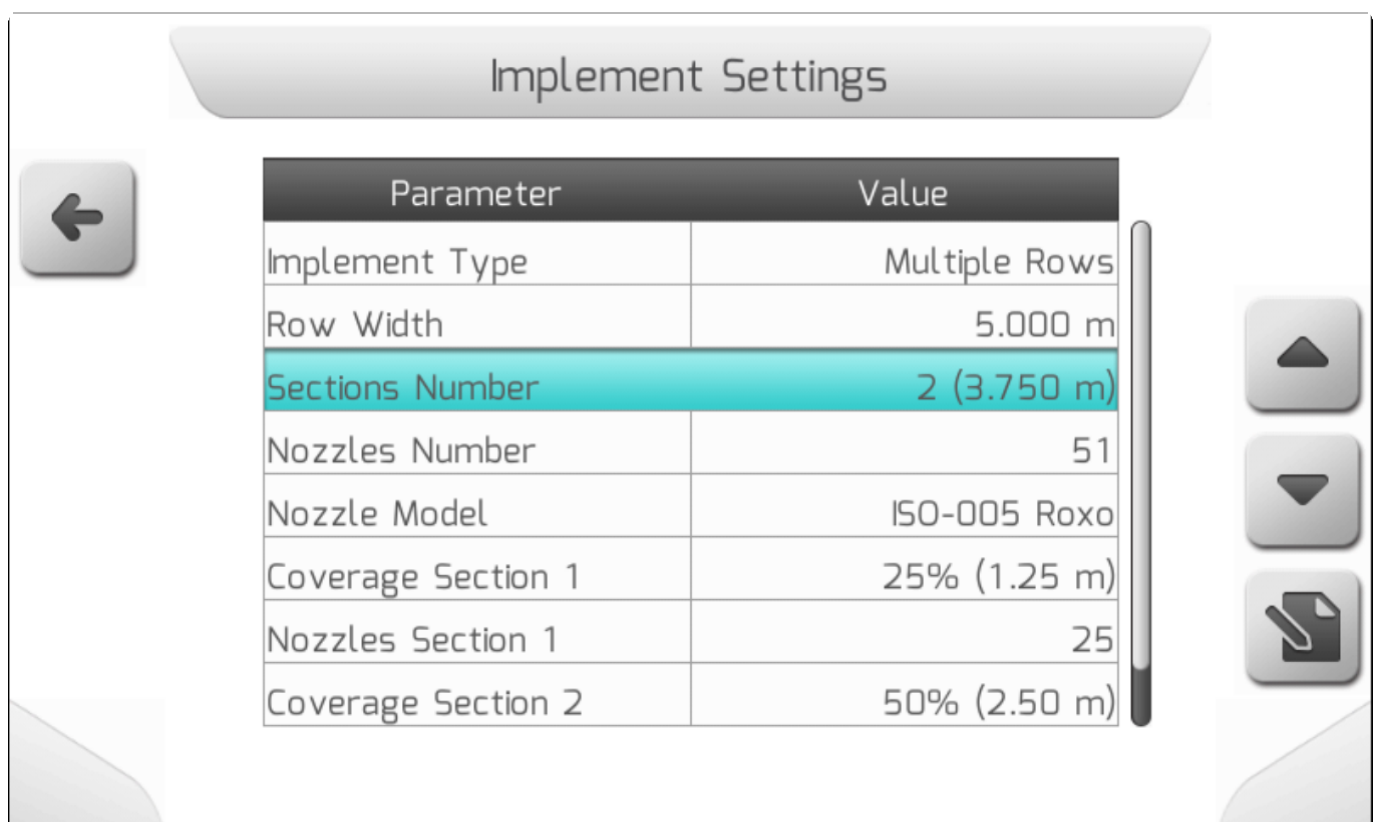 Implement Settings
Parameter Value
Implement Type Multiple Rows
Row Width 5.000 m
Sections Number 2 (3.750 m)
Nozzles Number 51
Nozzle Model ISO-005 Roxo
Coverage Section 1 25% (1.25 m)
Nozzles Section 1 25
Coverage Section 2 50% (2.50 m)